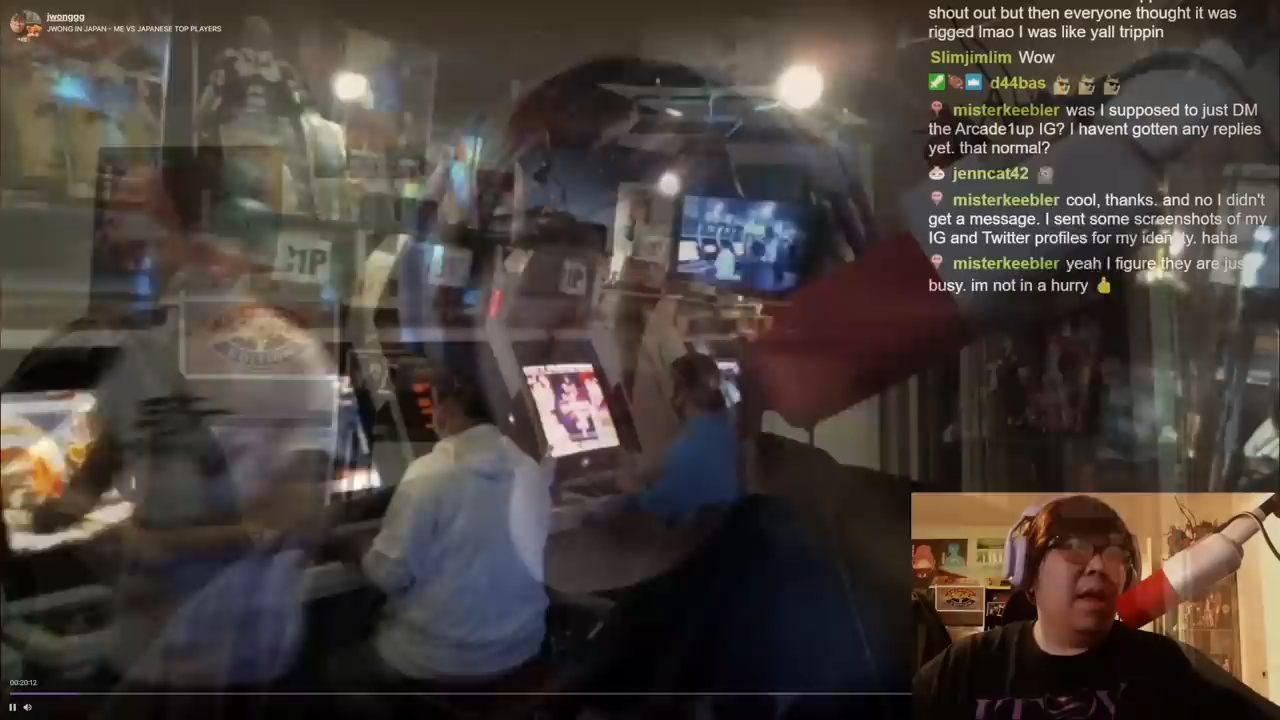 jwonggg
JWONG IN JAPAN - ME VS JAPANESE TOP PLAYERS
shout out but then everyone thought it was
rigged lmao I was like yall trippin
Slimjimlim Wow
d44bas
misterkeebler was I supposed to just DM
the Arcade1up IG? I havent gotten any replies
yet. that normal?
jenncat42
misterkeebler cool, thanks. and no I didn't
get a message. I sent some screenshots of my
IG and Twitter profiles for my identity. haha
misterkeebler yeah I figure they are just
busy. im not in a hurry
1P
1P
00:20:12